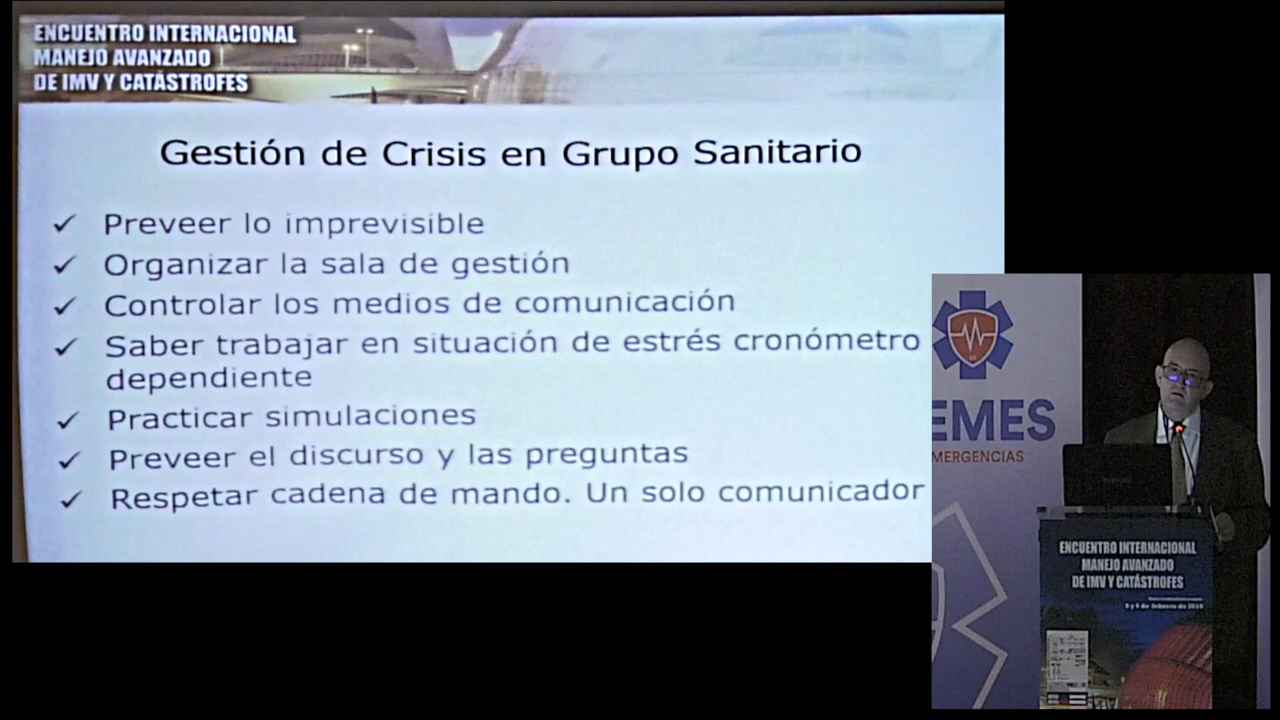 ENCUENTRO INTERNACIONAL
MANEJO AVANZADO
DE IMV Y CATÁSTROFES
Gestión de Crisis en Grupo Sanitario
✓ Preveer lo imprevisible
✓ Organizar la sala de gestión
✓ Controlar los medios de comunicación
✓ Saber trabajar en situación de estrés cronómetro
dependiente
✓ Practicar simulaciones
✓ Preveer el discurso y las preguntas
✓ Respetar cadena de mando. Un solo comunicador
EMES
MERGENCIAS
ENCUENTRO INTERNACIONAL
MANEJO AVANZADO
DE IMV Y CATÁSTROFES